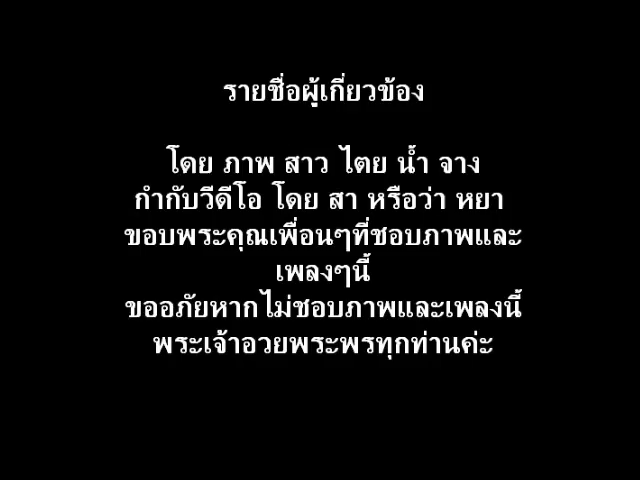 รายชื่อผู้เกี่ยวข้อง
โดย ภาพ สาว ไตย น้ำ จาง
กำกับวีดีโอ โดย สา หรือว่า หยา
ขอบพระคุณเพื่อนๆที่ชอบภาพและ
เพลงๆนี้
ขออภัยหากไม่ชอบภาพและเพลงนี้
พระเจ้าอวยพระพรทุกท่านค่ะ